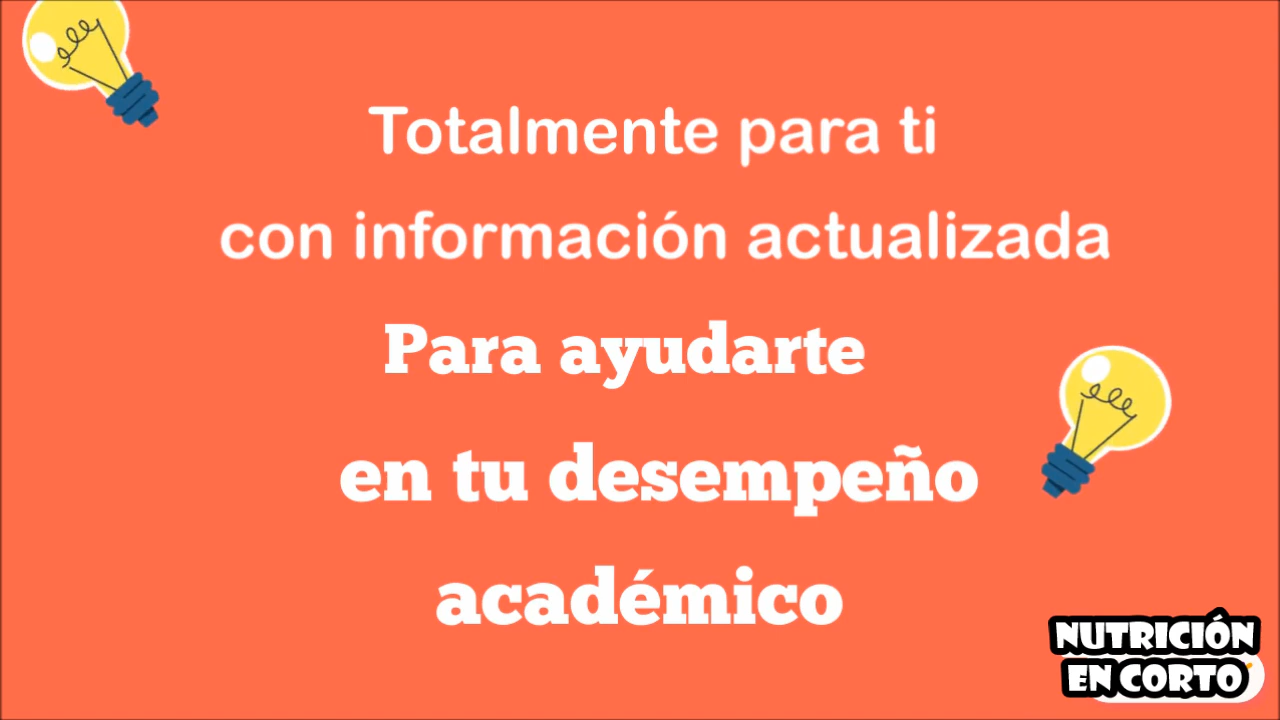 Totalmente para ti
con información actualizada
Para ayudarte
en tu desempeño
académico
NUTRICIÓN
EN CORTO